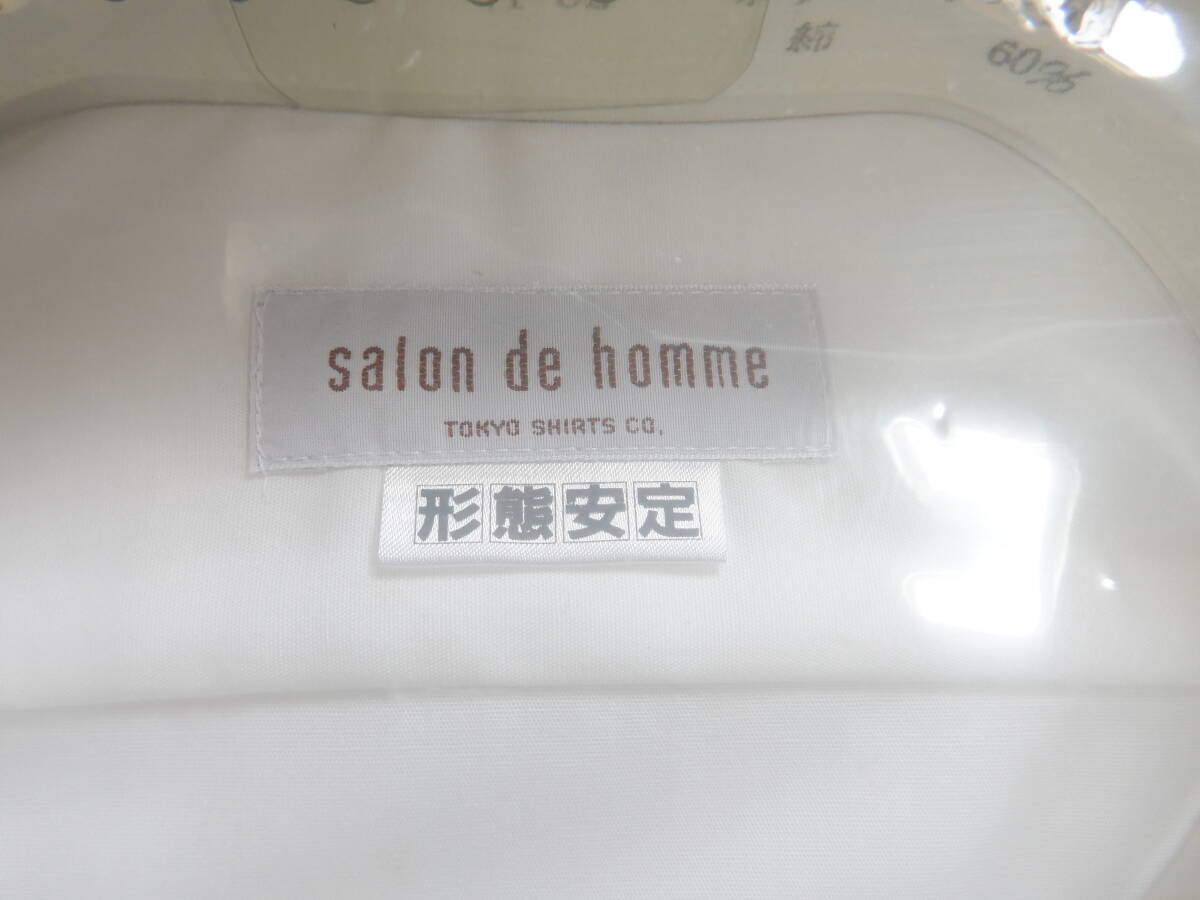 綿 60%
salon de homme
TOKYO SHIRTS CO.
形態安定